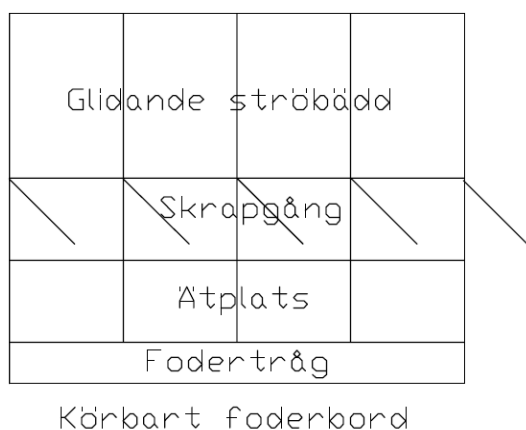 Glidande ströbädd
Skrapgång
Ätplats
Fodertråg
Körbart foderbord